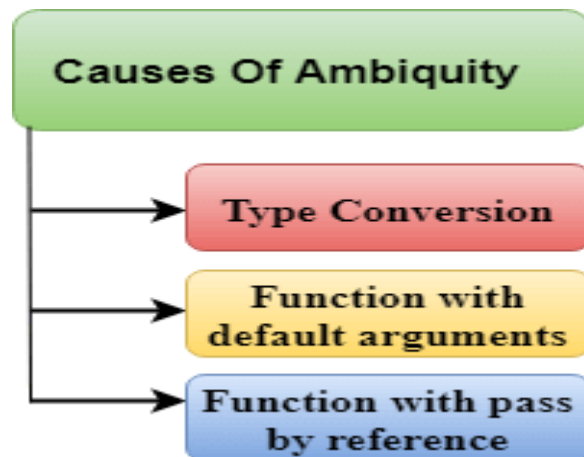 Causes Of Ambiquity
Type Conversion
Function with
default arguments
Function with pass
by reference